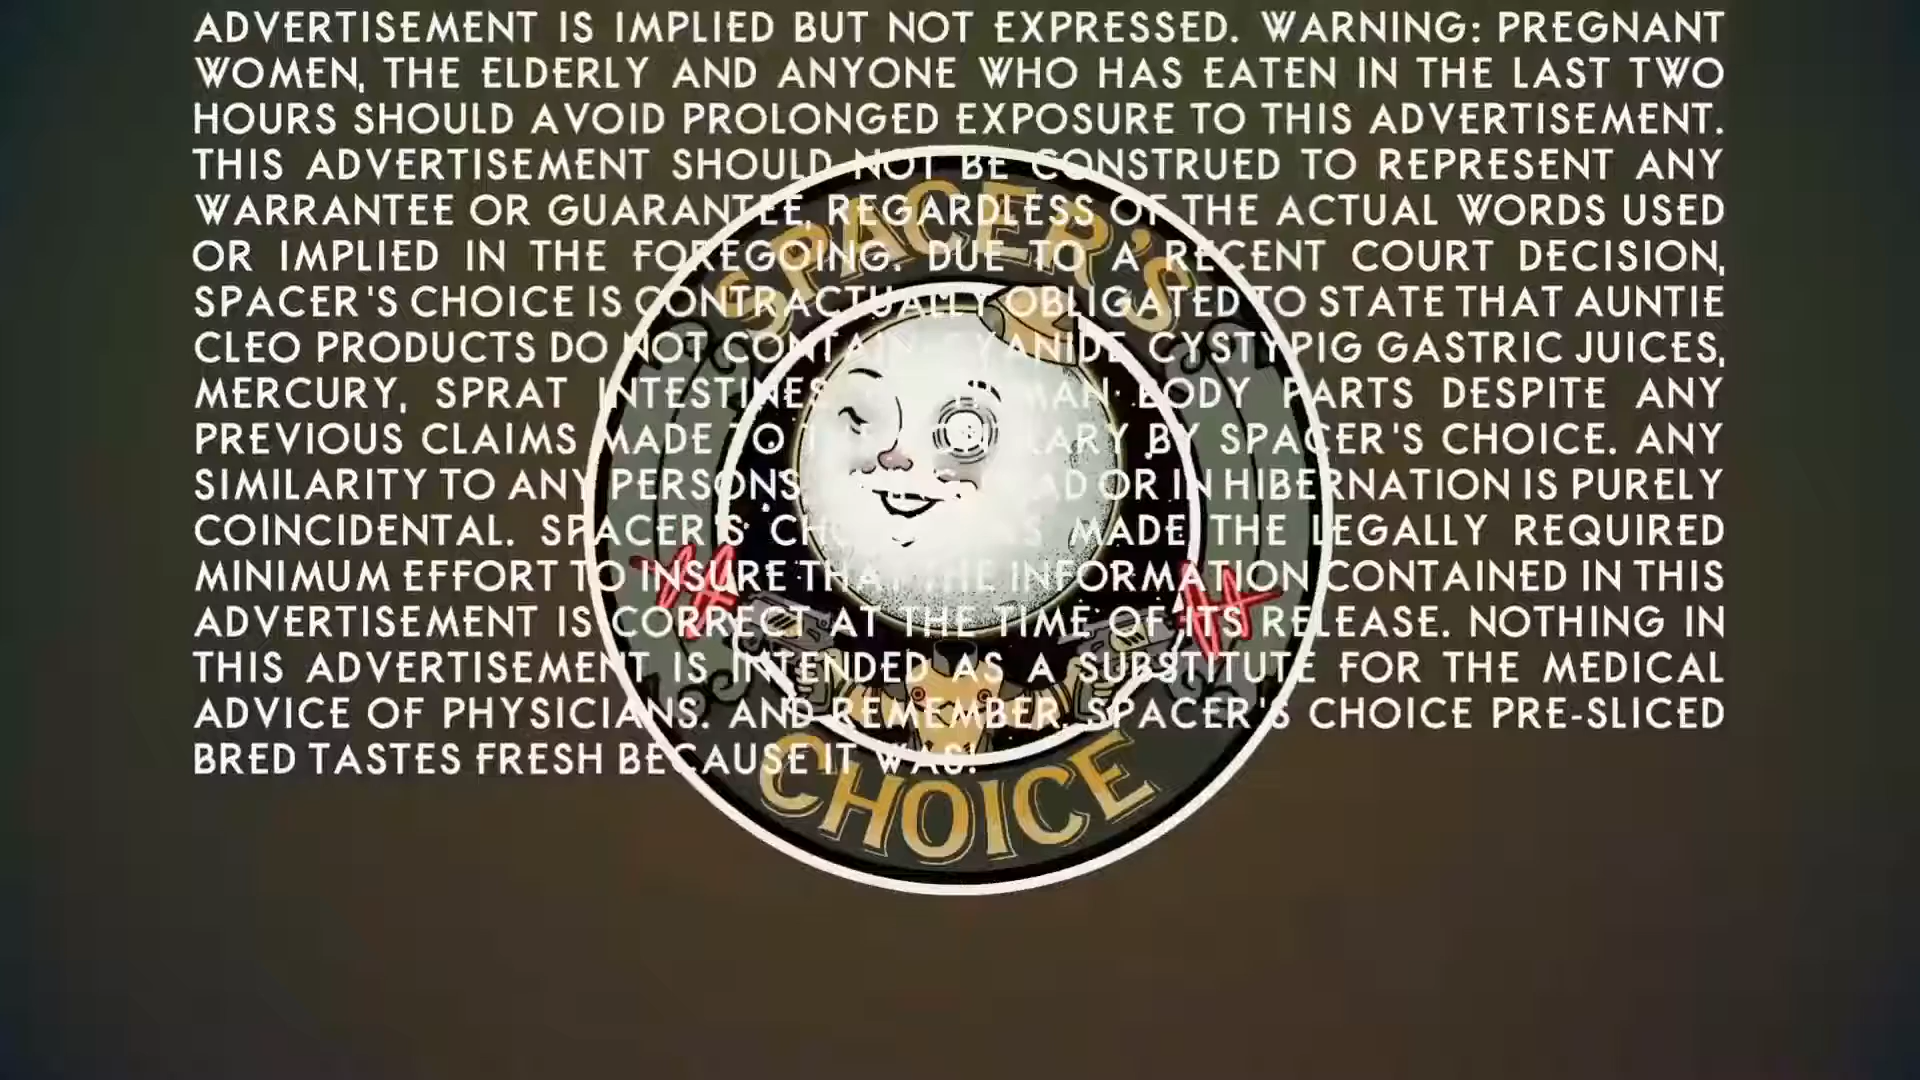 ADVERTISEMENT IS IMPLIED BUT NOT EXPRESSED. WARNING: PREGNANT
WOMEN, THE ELDERLY AND ANYONE WHO HAS EATEN IN THE LAST TWO
HOURS SHOULD AVOID PROLONGED EXPOSURE TO THIS ADVERTISEMENT.
THIS ADVERTISEMENT SHOULD NOT BE CONSTRUED TO REPRESENT ANY
WARRANTEE OR GUARANTEE, REGARDLESS OF THE ACTUAL WORDS USED
OR IMPLIED IN THE FOREGOING. DUE TO A RECENT COURT DECISION,
SPACER'S CHOICE IS CONTRACTUALLY OBLIGATED TO STATE THAT AUNTIE
CLEO PRODUCTS DO NOT CONTAIN CYANIDE CYSTYPIG GASTRIC JUICES,
MERCURY, SPRAT INTESTINES HUMAN BODY PARTS DESPITE ANY
PREVIOUS CLAIMS MADE TO BY SPACER'S CHOICE. ANY
SIMILARITY TO ANY PERSONS OR IN HIBERNATION IS PURELY
COINCIDENTAL. SPACER'S CHOICE MADE THE LEGALLY REQUIRED
MINIMUM EFFORT TO INSURE THAT THE INFORMATION CONTAINED IN THIS
ADVERTISEMENT IS CORRECT AT THE TIME OF ITS RELEASE. NOTHING IN
THIS ADVERTISEMENT IS INTENDED AS A SUBSTITUTE FOR THE MEDICAL
ADVICE OF PHYSICIANS. AND REMEMBER, SPACER'S CHOICE PRE-SLICED
BRED TASTES FRESH BECAUSE IT WAS!
SPACER'S
CHOICE